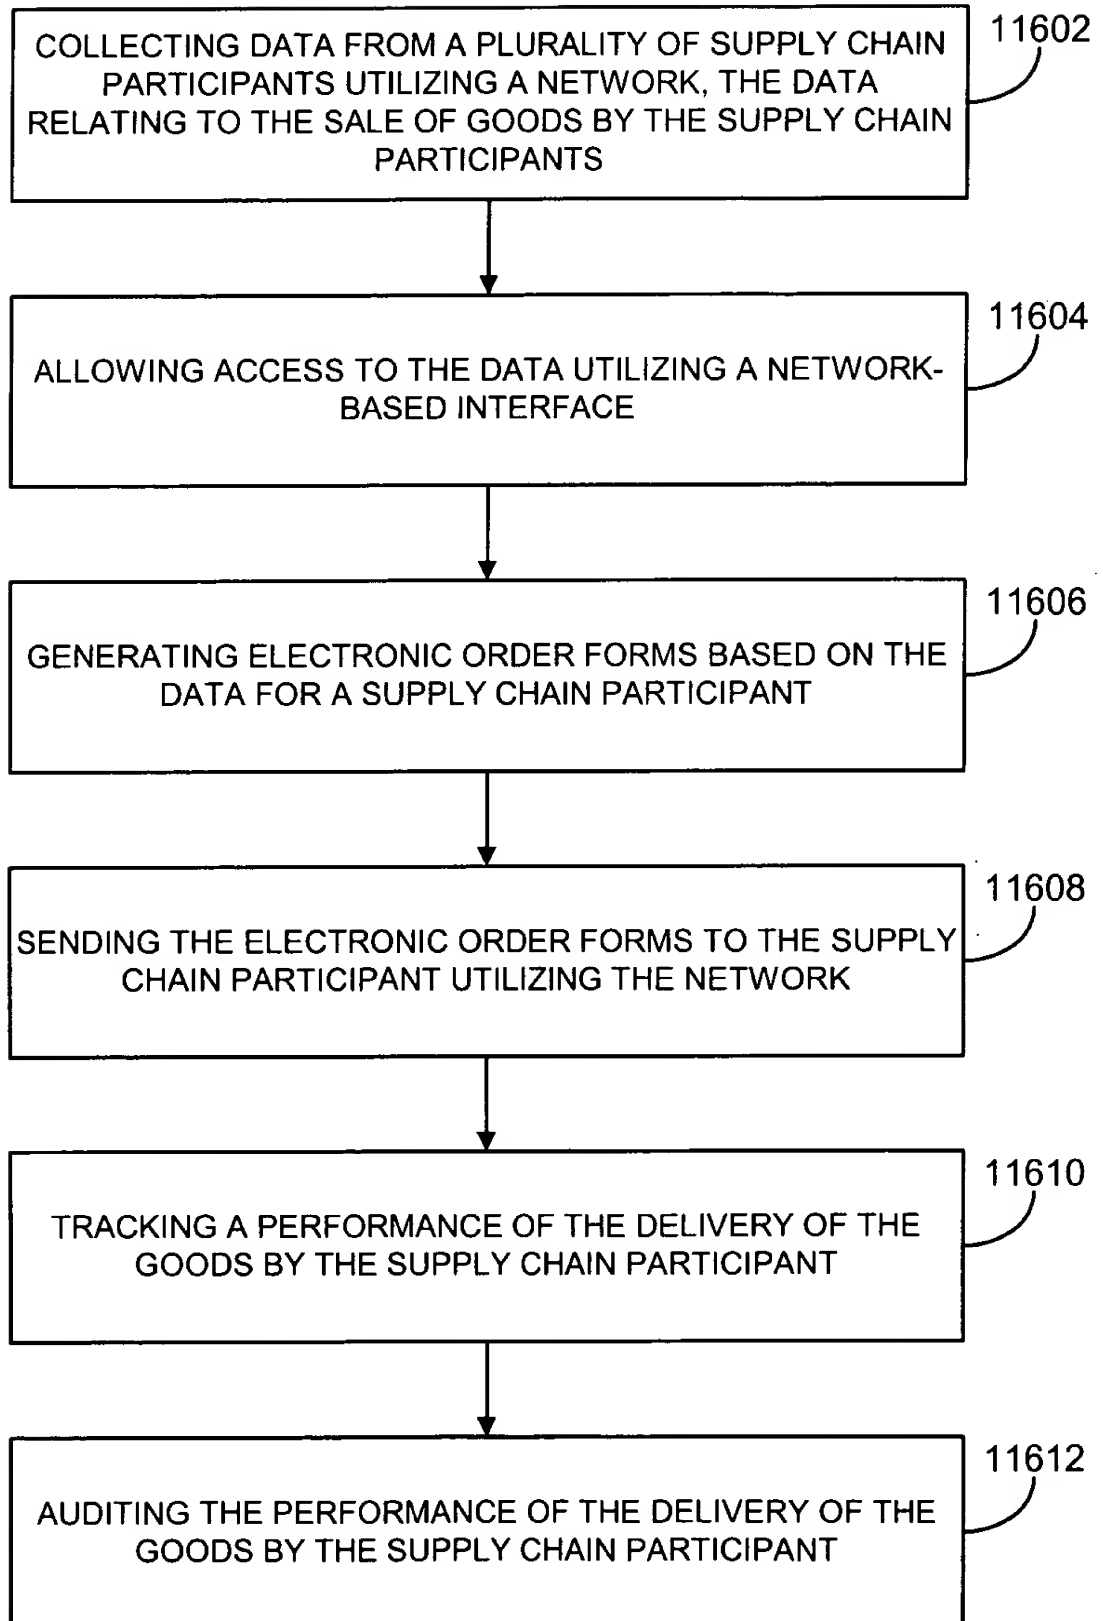 COLLECTING DATA FROM A PLURALITY OF SUPPLY CHAIN
PARTICIPANTS UTILIZING A NETWORK, THE DATA
RELATING TO THE SALE OF GOODS BY THE SUPPLY CHAIN
PARTICIPANTS
11602
ALLOWING ACCESS TO THE DATA UTILIZING A NETWORK-
BASED INTERFACE
11604
GENERATING ELECTRONIC ORDER FORMS BASED ON THE
DATA FOR A SUPPLY CHAIN PARTICIPANT
11606
SENDING THE ELECTRONIC ORDER FORMS TO THE SUPPLY
CHAIN PARTICIPANT UTILIZING THE NETWORK
11608
TRACKING A PERFORMANCE OF THE DELIVERY OF THE
GOODS BY THE SUPPLY CHAIN PARTICIPANT
11610
AUDITING THE PERFORMANCE OF THE DELIVERY OF THE
GOODS BY THE SUPPLY CHAIN PARTICIPANT
11612